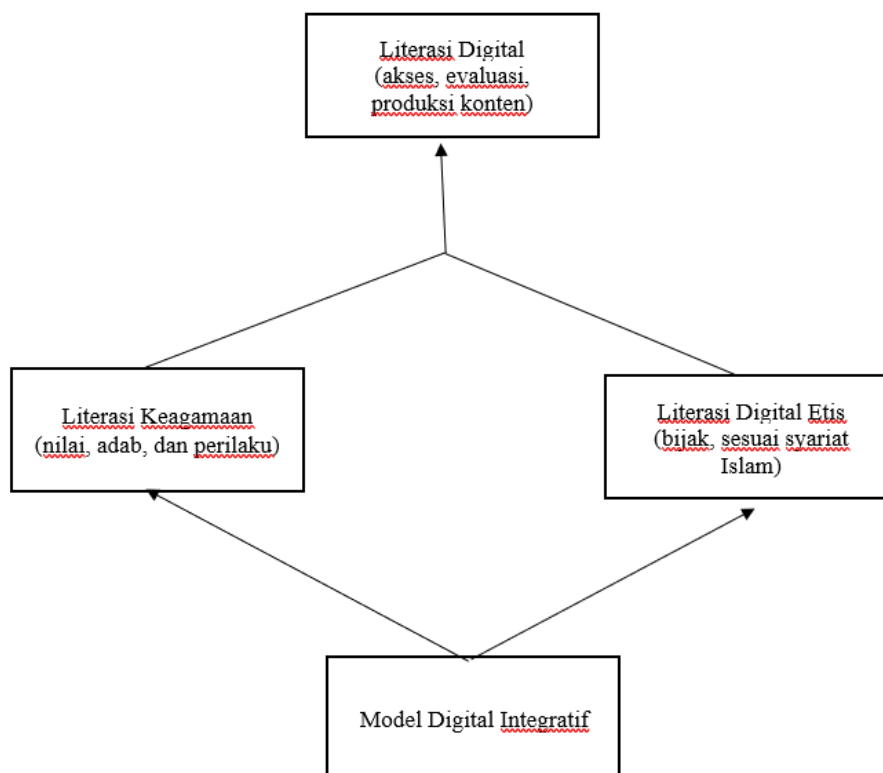 Literasi Digital
(akses, evaluasi,
produksi konten)
Literasi Keagamaan
(nilai, adab, dan perilaku)
Literasi Digital Etis
(bijak, sesuai syariat
Islam)
Model Digital Integratif